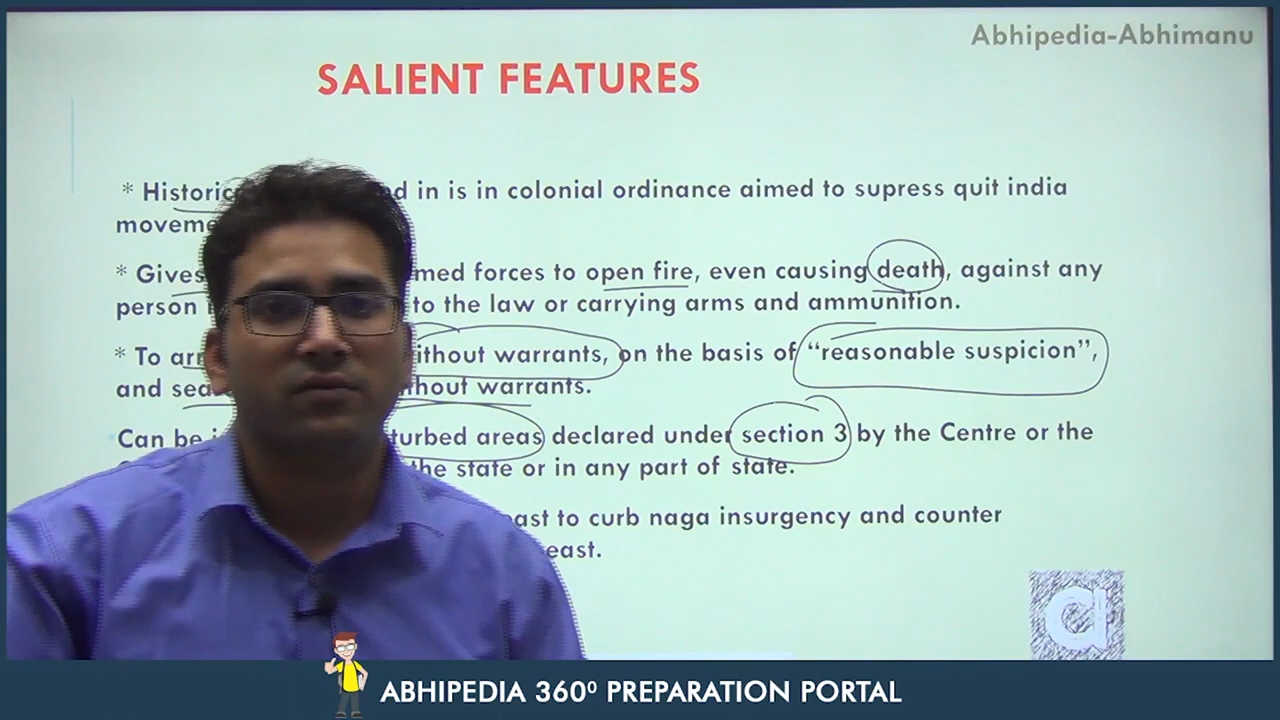 Abhipedia-Abhimanu
SALIENT FEATURES
* Historic d in is in colonial ordinance aimed to supress quit india
movem
* Gives med forces to open fire, even causing death, against any
person to the law or carrying arms and ammunition.
* To arr ithout warrants, on the basis of “reasonable suspicion”,
and sea hout warrants.
Can be i turbed areas declared under section 3 by the Centre or the
the state or in any part of state.
ast to curb naga insurgency and counter
east.
a
ABHIPEDIA 360⁰ PREPARATION PORTAL